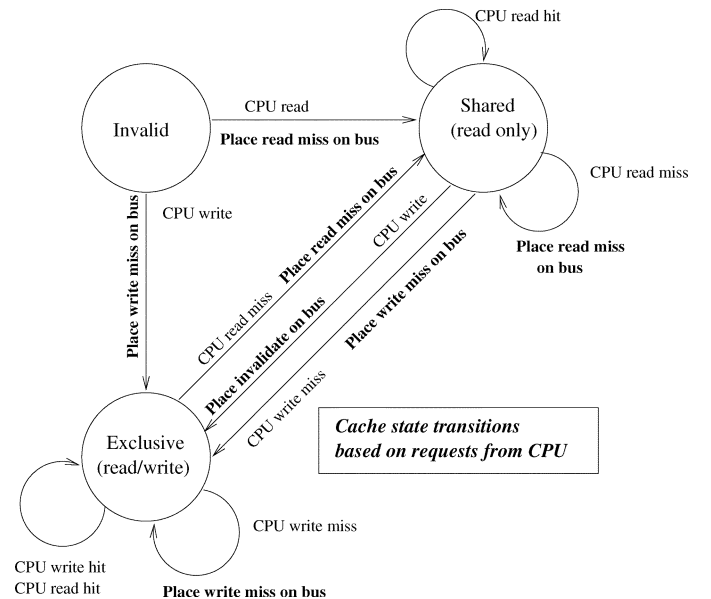 CPU read hit
Shared
(read only)
Invalid
CPU read
Place read miss on bus
CPU read miss
Place read miss
on bus
CPU write
Place write miss on bus
CPU read miss
Place read miss on bus
CPU write
Place invalidate on bus
CPU write miss
Place write miss on bus
Cache state transitions
based on requests from CPU
Exclusive
(read/write)
CPU write miss
Place write miss on bus
CPU write hit
CPU read hit